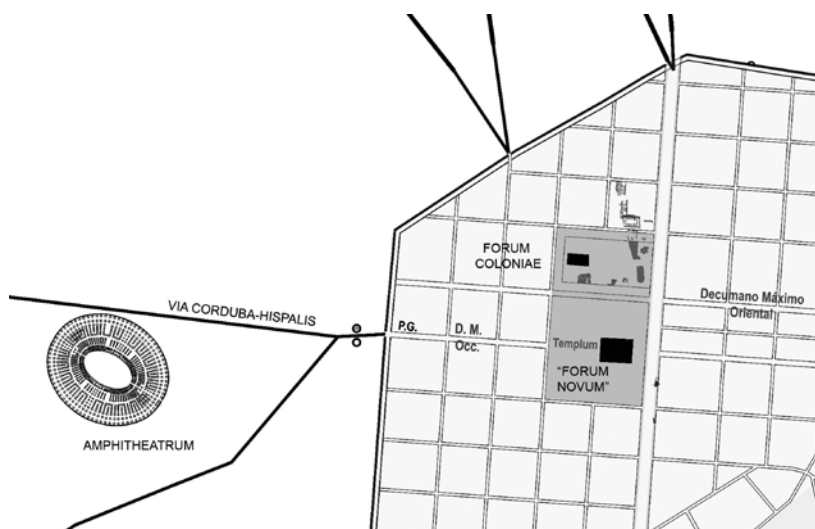 FORUM
COLONIAE
Decumano Máximo
Oriental
VIA CORDUBA-HISPALIS
P.G.
D. M.
Occ.
Templum
"FORUM
NOVUM"
AMPHITHEATRUM